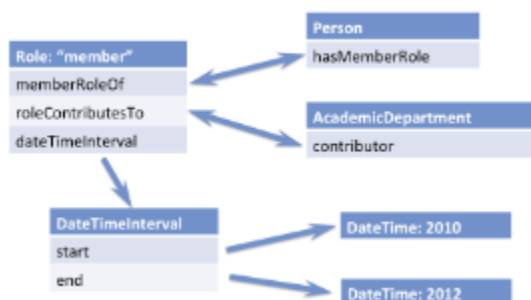 Role: "member"
memberRoleOf
roleContributesTo
dateTimeInterval
Person
hasMemberRole
AcademicDepartment
contributor
DateTimeInterval
start
end
DateTime: 2010
DateTime: 2012